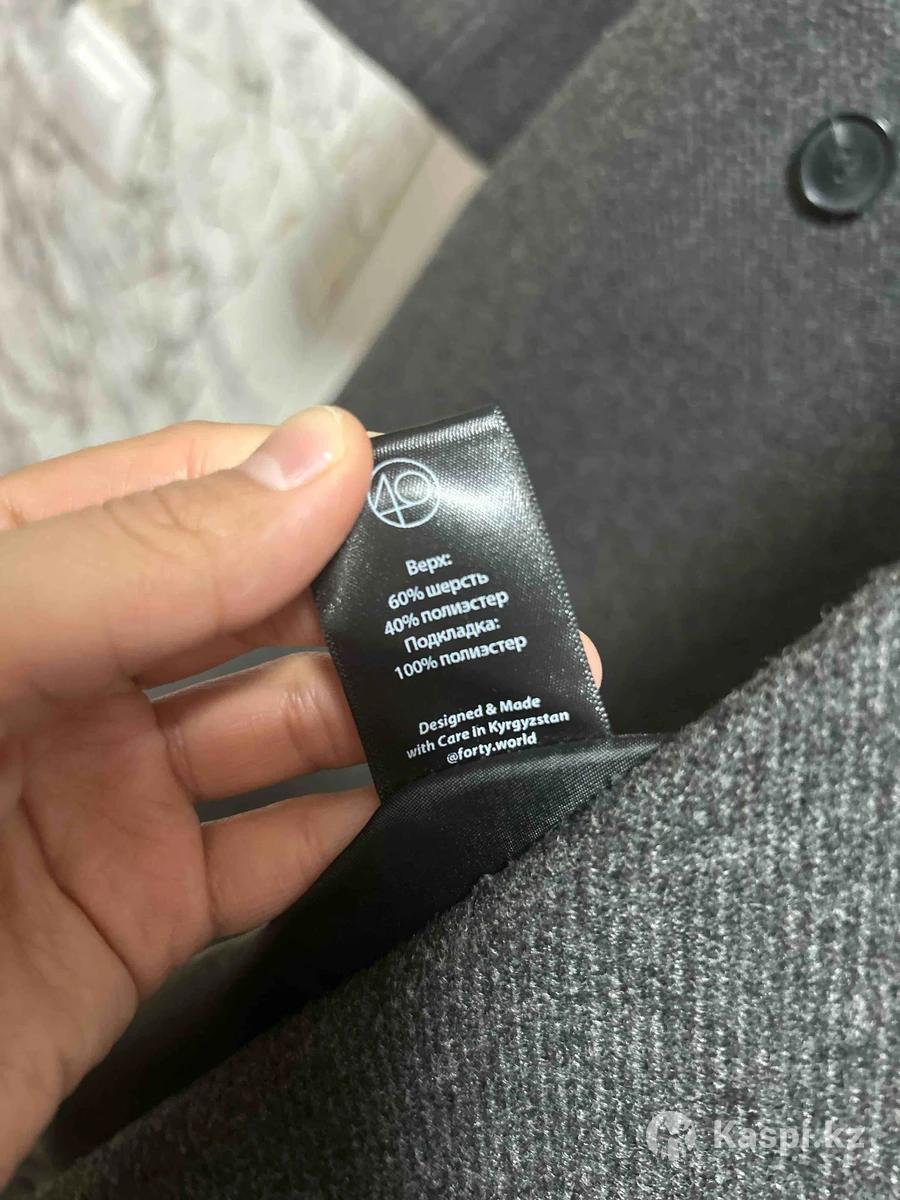 40
Верх:
60% шерсть
40% полиэстер
Подкладка:
100% полиэстер
Designed & Made
with Care in Kyrgyzstan
@forty.world
Kaspi.kz